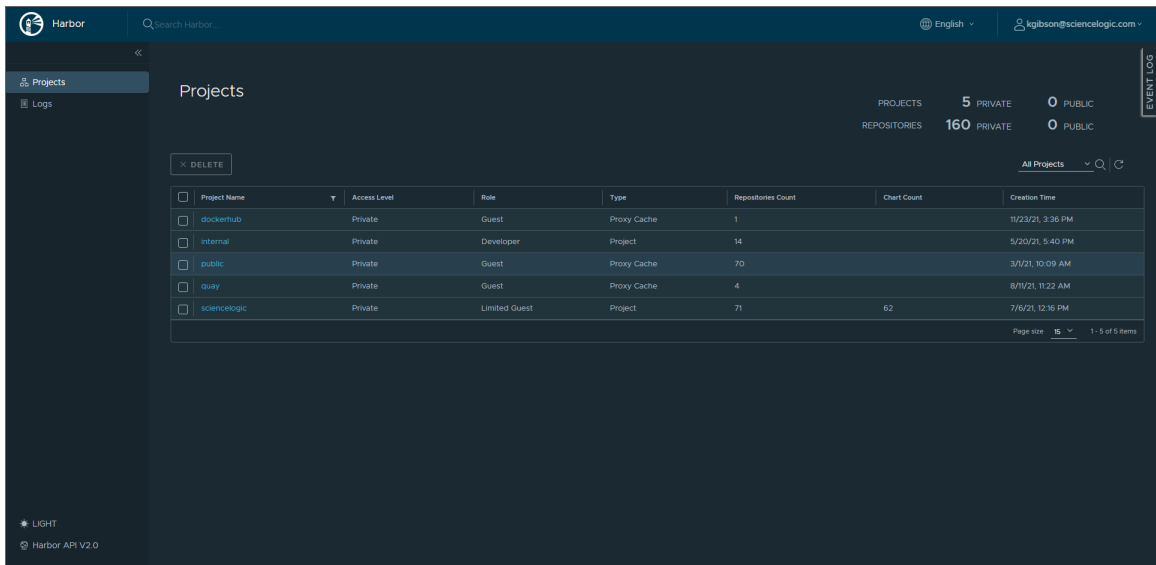 Harbor
Search Harbor...
English
kgibson@sciencelogic.com
EVENT LOG
Projects
Logs
Projects
PROJECTS 5 PRIVATE 0 PUBLIC
REPOSITORIES 160 PRIVATE 0 PUBLIC
× DELETE
All Projects
Project Name Access Level Role Type Repositories Count Chart Count Creation Time
dockerhub Private Guest Proxy Cache 1 11/23/21, 3:36 PM
internal Private Developer Project 14 5/20/21, 5:40 PM
public Private Guest Proxy Cache 70 3/1/21, 10:09 AM
quay Private Guest Proxy Cache 4 8/11/21, 11:22 AM
sciencelogic Private Limited Guest Project 71 62 7/6/21, 12:16 PM
Page size 15 1 - 5 of 5 items
LIGHT
Harbor API V2.0